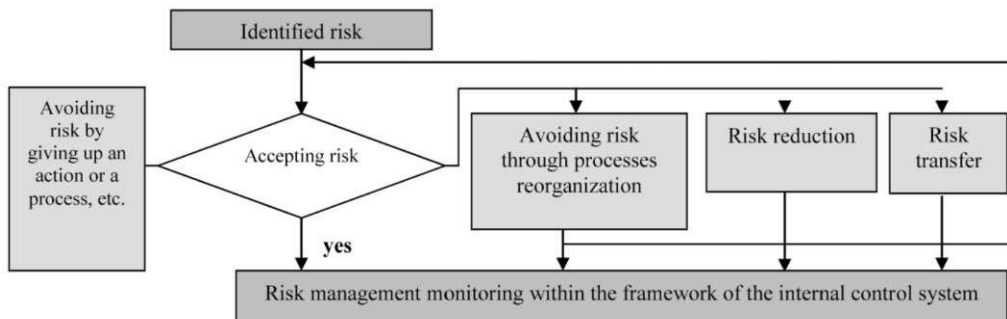 Identified risk
Avoiding
risk by
giving up an
action or a
process, etc.
Accepting risk
Avoiding risk
through processes
reorganization
Risk reduction
Risk
transfer
yes
Risk management monitoring within the framework of the internal control system